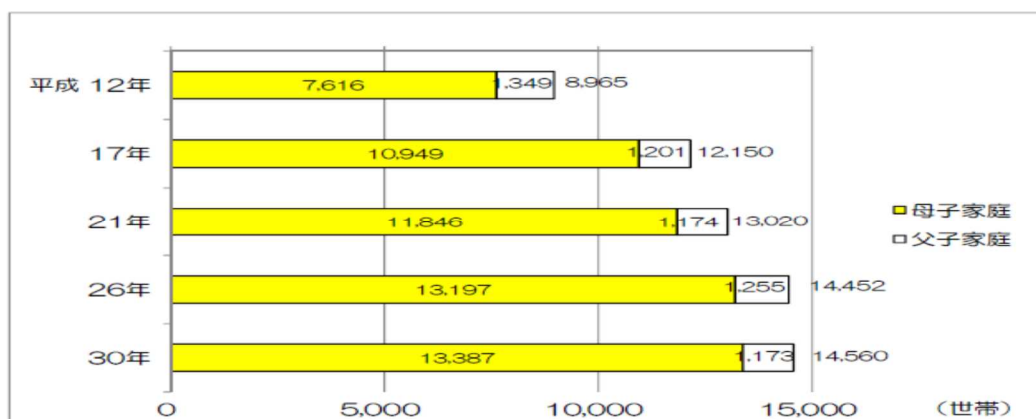 平成 12年 7,616 1,349 8,965
17年 10,949 1,201 12,150
21年 11,846 1,174 13,020
■母子家庭
□父子家庭
26年 13,197 1,255 14,452
30年 13,387 1,173 14,560
0 5,000 10,000 15,000 （世帯）